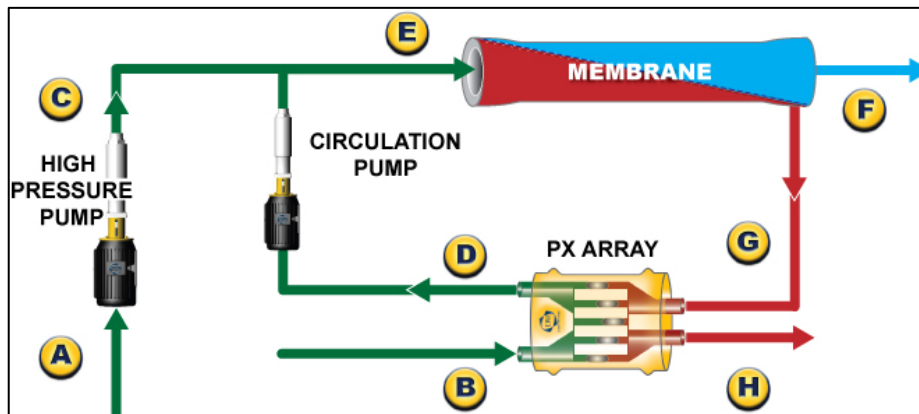 E
MEMBRANE
C
F
CIRCULATION
PUMP
HIGH
PRESSURE
PUMP
D
PX ARRAY
G
A
B
H